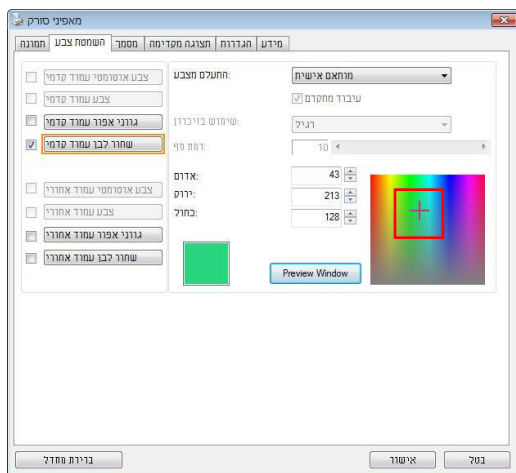 מאפיני סורק
תמונה השמטת צבע מסמך תצוגה מקדימה הגדרות מידע
צבע אוטומטי עמוד קדמי
צבע עמוד קדמי
גווני אפור עמוד קדמי
שחור לבן עמוד קדמי
צבע אוטומטי עמוד אחורי
צבע עמוד אחורי
גווני אפור עמוד אחורי
שחור לבן עמוד אחורי
התעלם מצבע: מותאם אישית
עיבוד מתקדם
שימוש בזיכרון: רגיל
רמת סף: 10
אדום: 43
ירוק: 213
כחול: 128
Preview Window
ברירת מחדל אישור בטל